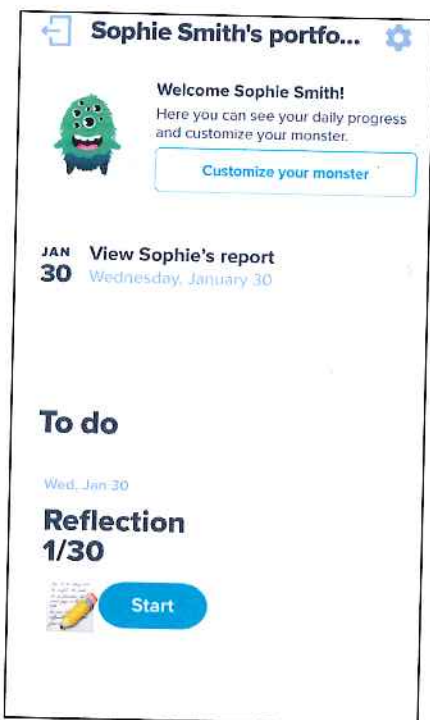 Sophie Smith's portfo...
Welcome Sophie Smith!
Here you can see your daily progress
and customize your monster.
Customize your monster
JAN
30
View Sophie's report
Wednesday, January 30
To do
Wed, Jan 30
Reflection
1/30
Start